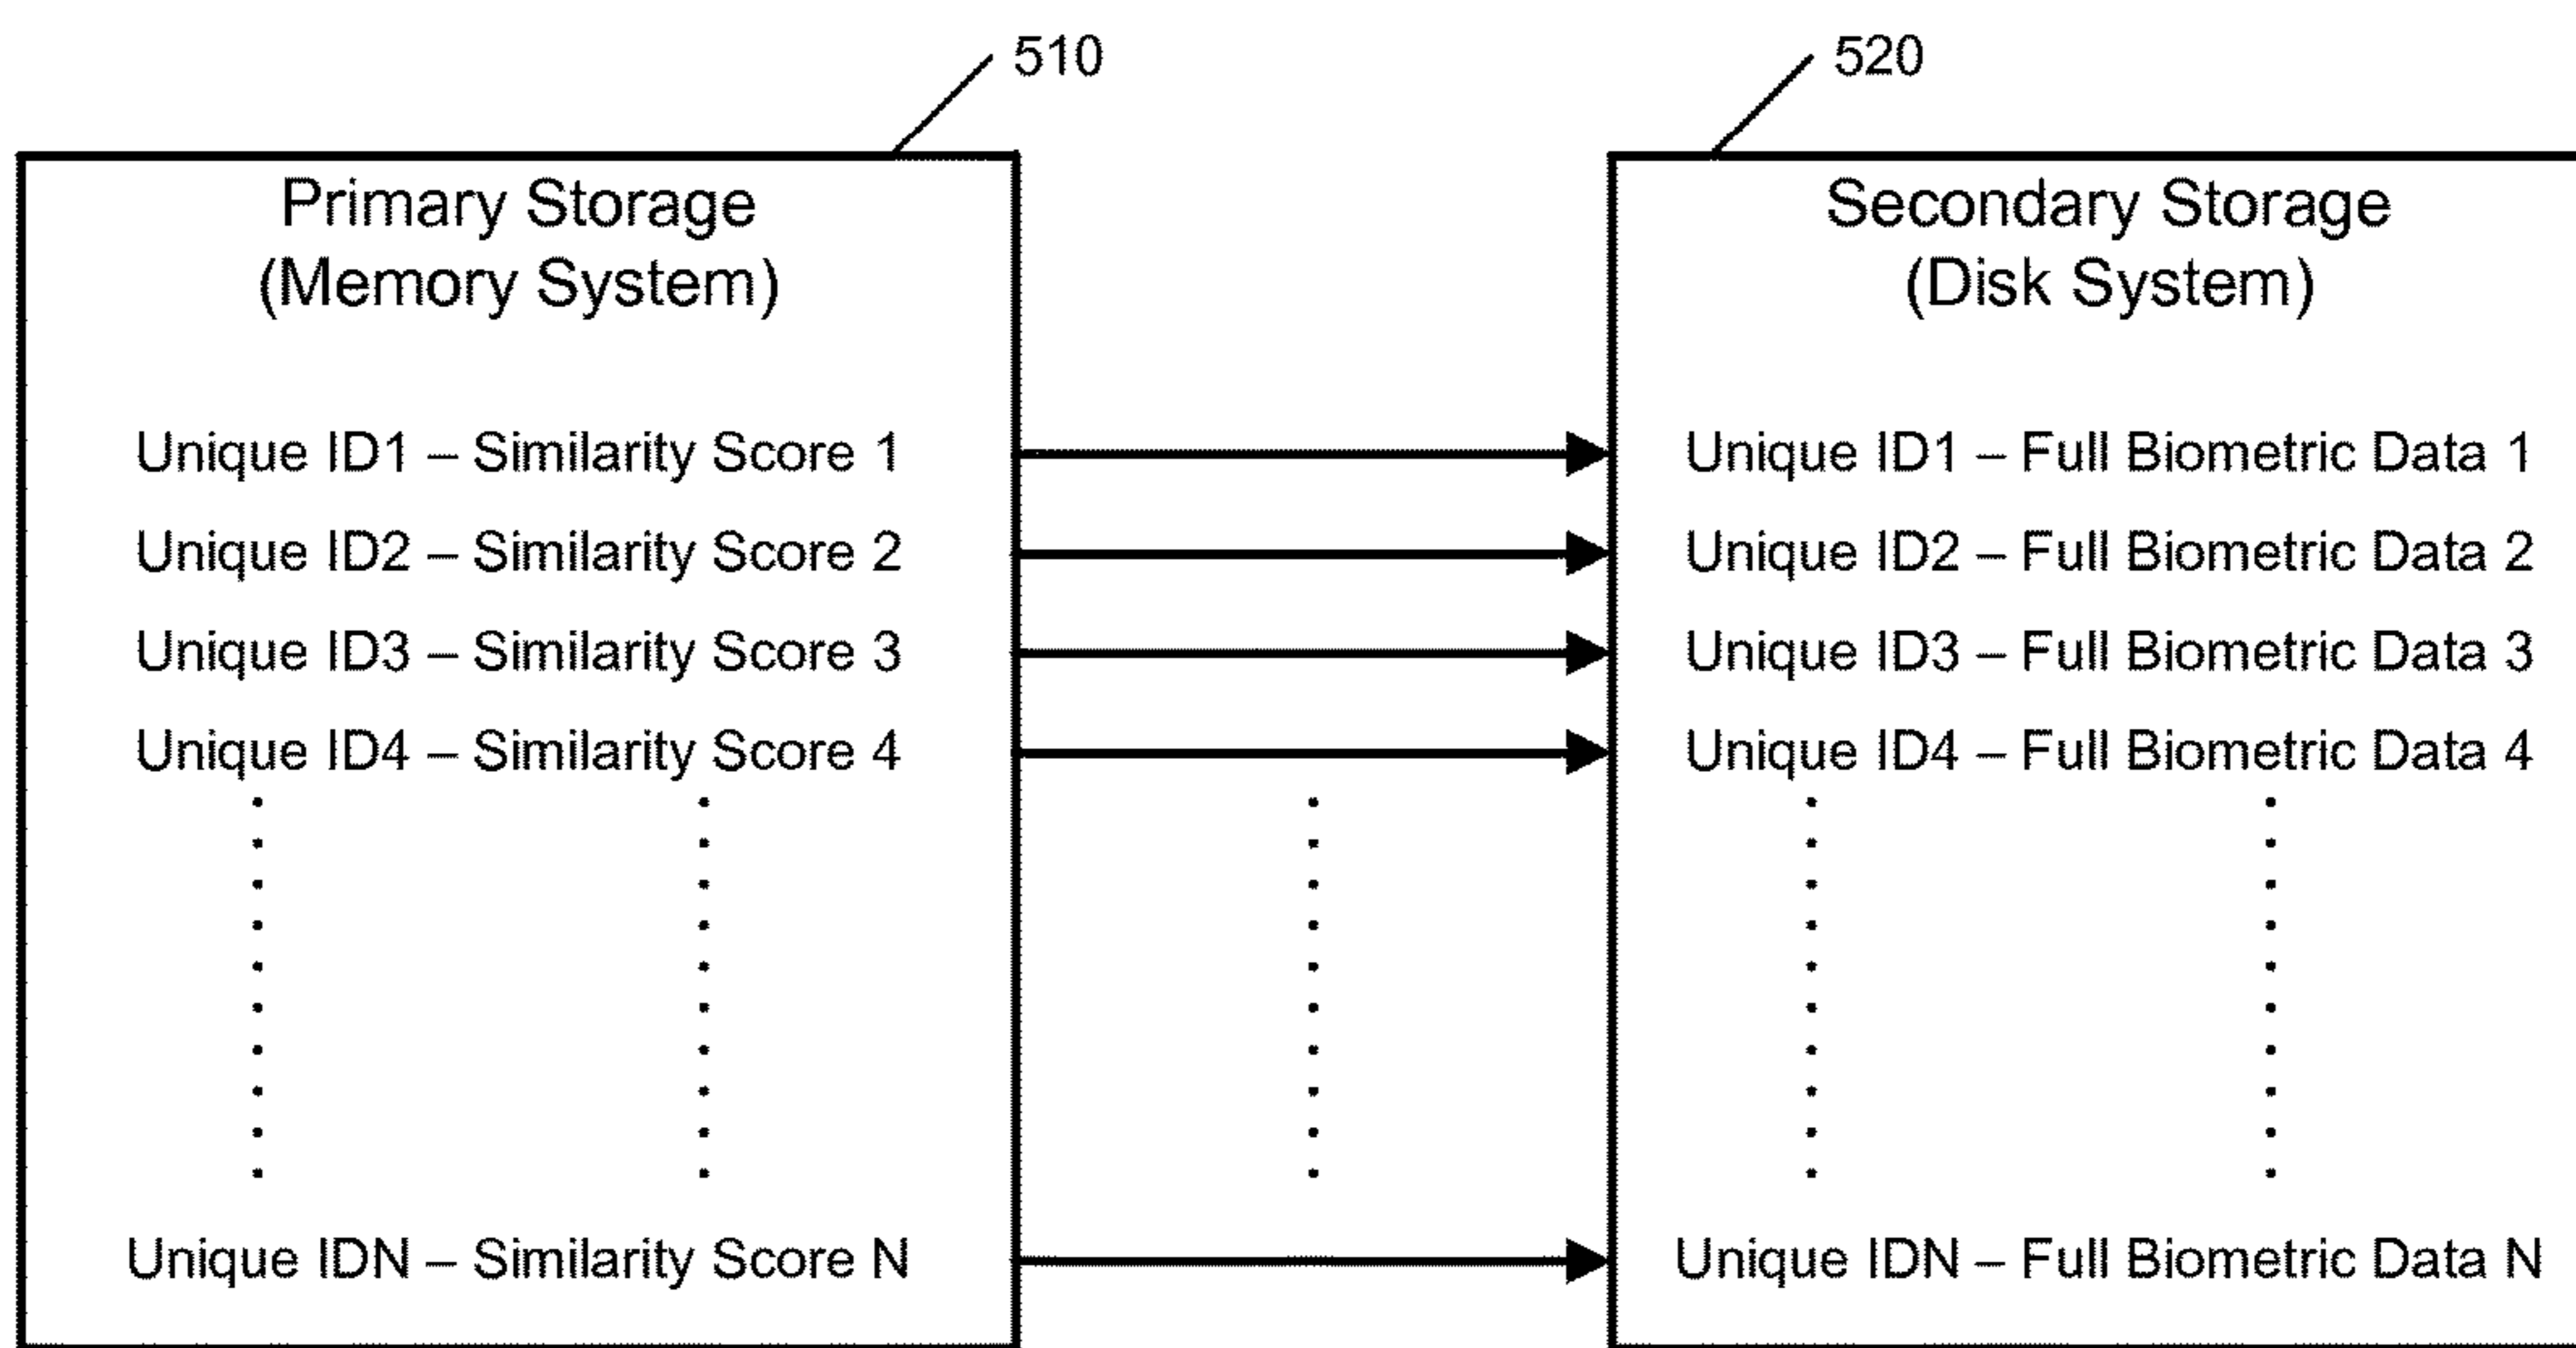 510
520
Primary Storage
(Memory System)
Unique ID1 – Similarity Score 1
Unique ID2 – Similarity Score 2
Unique ID3 – Similarity Score 3
Unique ID4 – Similarity Score 4
Unique IDN – Similarity Score N
Secondary Storage
(Disk System)
Unique ID1 – Full Biometric Data 1
Unique ID2 – Full Biometric Data 2
Unique ID3 – Full Biometric Data 3
Unique ID4 – Full Biometric Data 4
Unique IDN – Full Biometric Data N